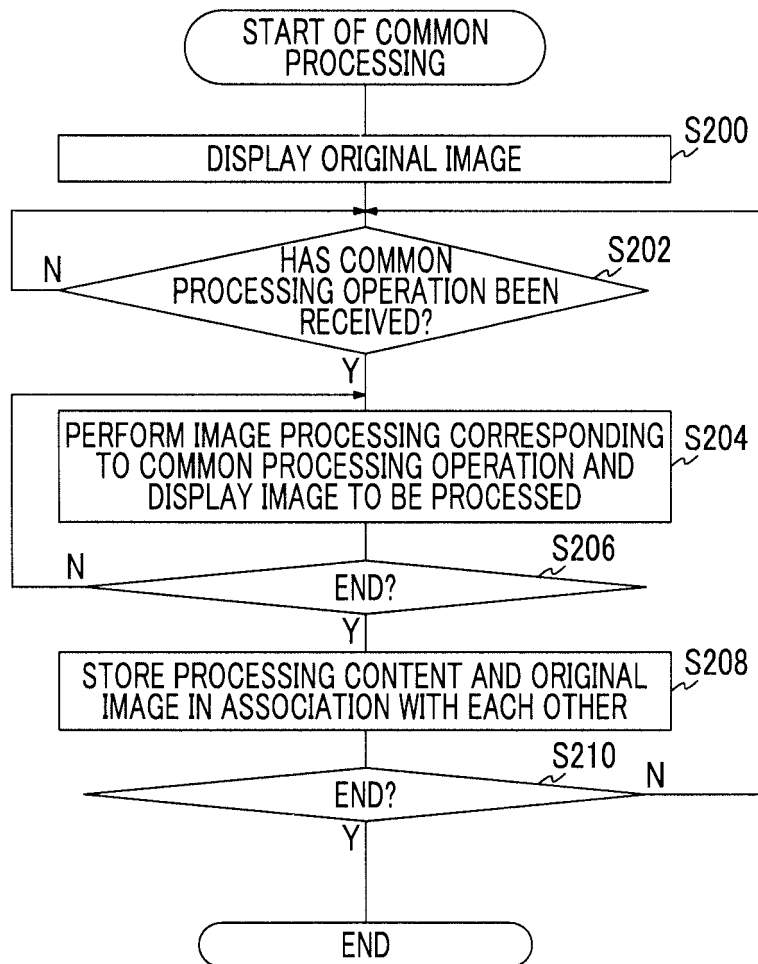 START OF COMMON
PROCESSING
S200
DISPLAY ORIGINAL IMAGE
S202
N
HAS COMMON
PROCESSING OPERATION BEEN
RECEIVED?
Y
S204
PERFORM IMAGE PROCESSING CORRESPONDING
TO COMMON PROCESSING OPERATION AND
DISPLAY IMAGE TO BE PROCESSED
S206
N
END?
Y
S208
STORE PROCESSING CONTENT AND ORIGINAL
IMAGE IN ASSOCIATION WITH EACH OTHER
S210
N
END?
Y
END